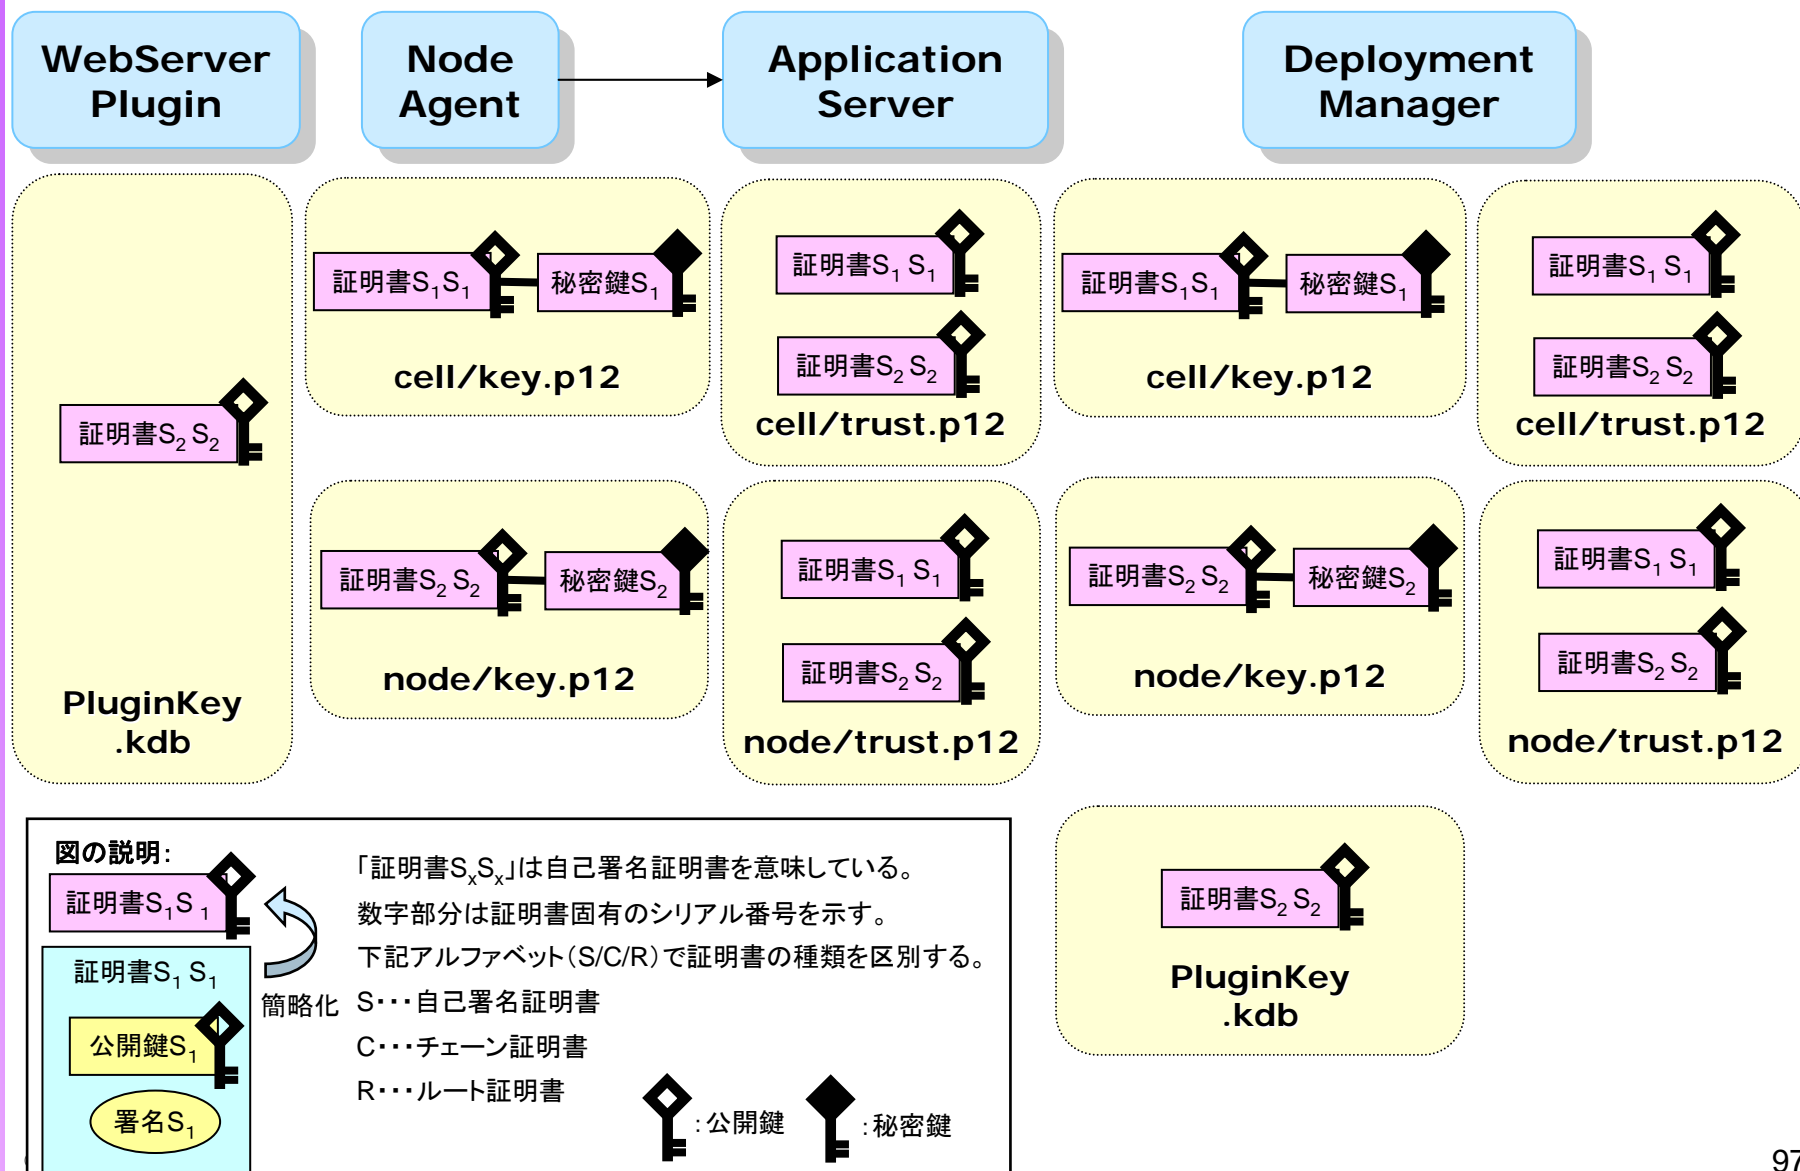 WebServer
Plugin
Node
Agent
Application
Server
Deployment
Manager
証明書S₂ S₂
PluginKey
.kdb
証明書S₁S₁
秘密鍵S₁
cell/key.p12
証明書S₁ S₁
証明書S₂ S₂
cell/trust.p12
証明書S₁S₁
秘密鍵S₁
cell/key.p12
証明書S₁ S₁
証明書S₂ S₂
cell/trust.p12
証明書S₂ S₂
秘密鍵S₂
node/key.p12
証明書S₁ S₁
証明書S₂ S₂
node/trust.p12
証明書S₂ S₂
秘密鍵S₂
node/key.p12
証明書S₁ S₁
証明書S₂ S₂
node/trust.p12
証明書S₂ S₂
PluginKey
.kdb
図の説明:
証明書S₁S₁
証明書S₁ S₁
公開鍵S₁
署名S₁
簡略化
「証明書SₓSₓ」は自己署名証明書を意味している。
数字部分は証明書固有のシリアル番号を示す。
下記アルファベット（S/C/R）で証明書の種類を区別する。
S・・・自己署名証明書
C・・・チェーン証明書
R・・・ルート証明書
:公開鍵
:秘密鍵
97